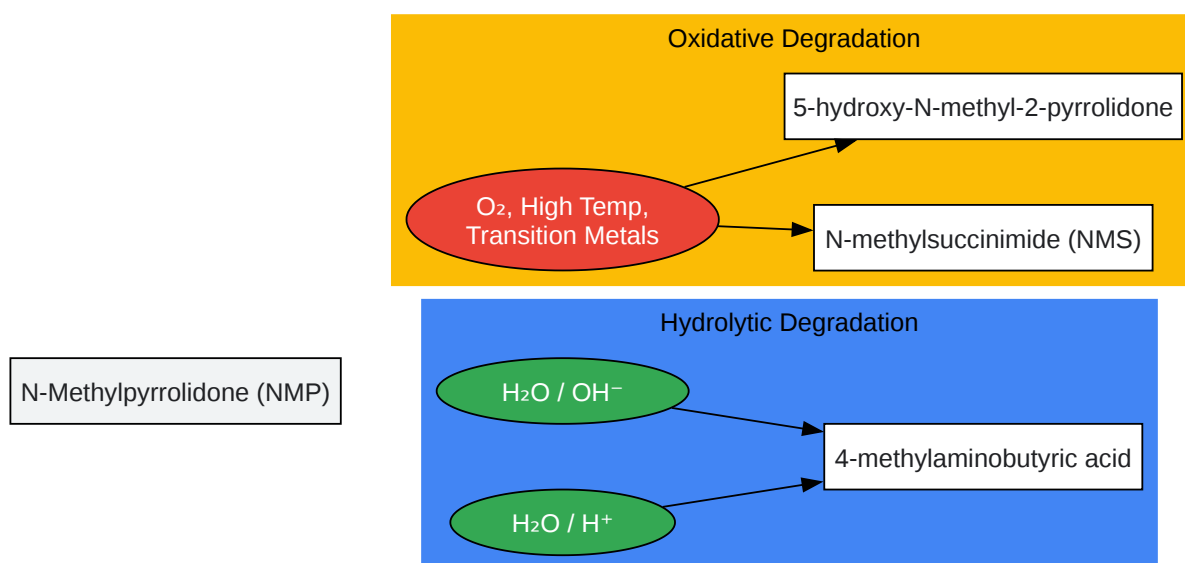 Oxidative Degradation
5-hydroxy-N-methyl-2-pyrrolidone
O₂, High Temp,
Transition Metals
N-methylsuccinimide (NMS)
Hydrolytic Degradation
N-Methylpyrrolidone (NMP)
H₂O / OH⁻
4-methylaminobutyric acid
H₂O / H⁺